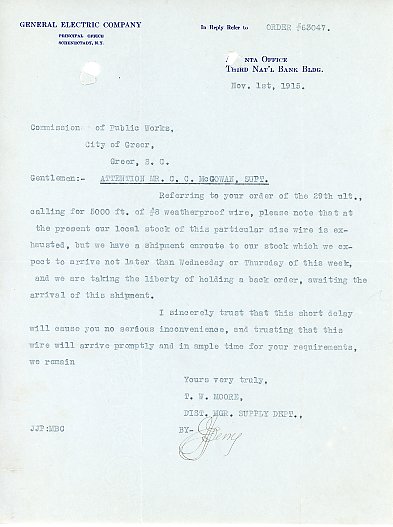 GENERAL ELECTRIC COMPANY
PRINCIPAL OFFICE
SCHENECTADY, N.Y.
In Reply Refer to ORDER #63047.
A nta Office
Third Nat'l Bank Bldg.
Nov. 1st, 1915.
Commission of Public Works,
City of Greer,
Greer, S. C.
Gentlemen:- ATTENTION MR. C. C. McGOWAN, SUPT.
Referring to your order of the 29th ult.,
calling for 5000 ft. of #8 weatherproof wire, please note that at
the present our local stock of this particular size wire is ex-
hausted, but we have a shipment enroute to our stock which we ex-
pect to arrive not later than Wednesday or Thursday of this week,
and we are taking the liberty of holding a back order, awaiting the
arrival of this shipment.
I sincerely trust that this short delay
will cause you no serious inconvenience, and trusting that this
wire will arrive promptly and in ample time for your requirements,
we remain
Yours very truly,
T. W. MOORE,
DIST. MGR. SUPPLY DEPT.,
JJP:MBC BY-